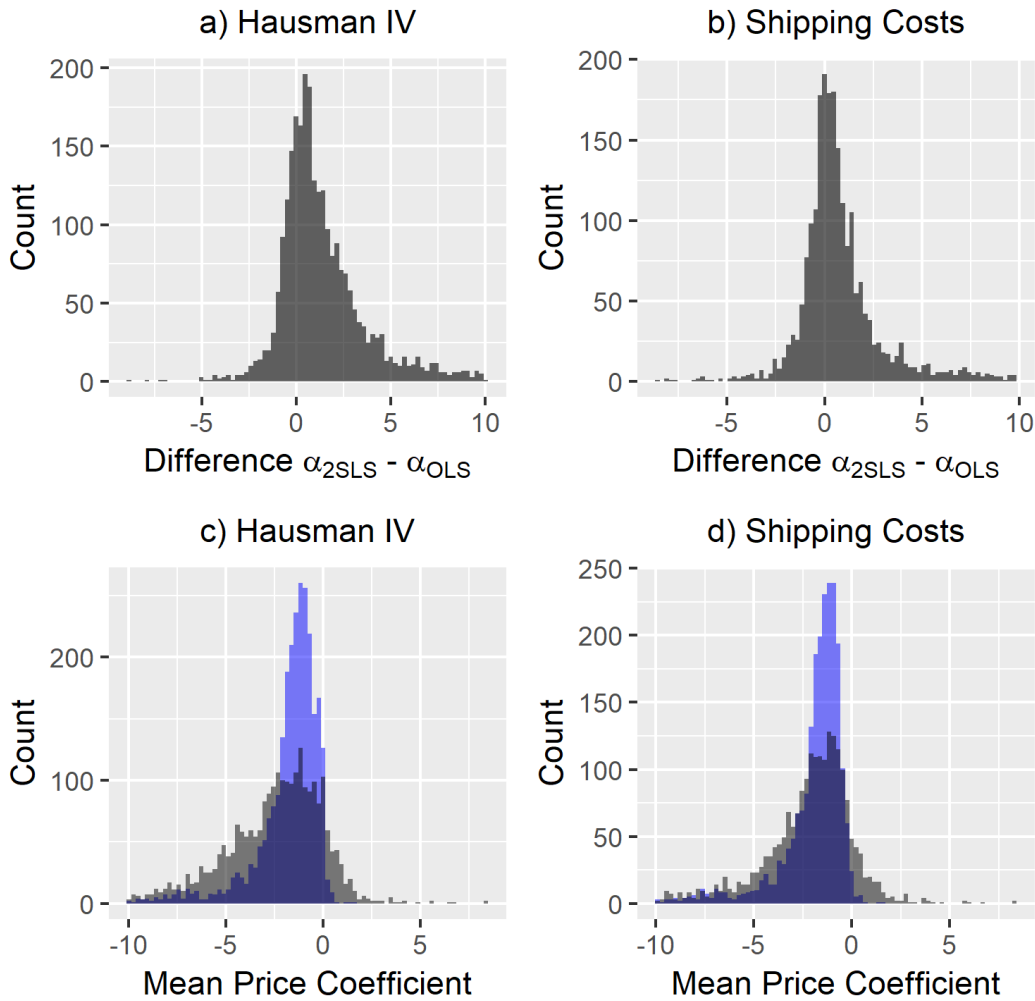 a) Hausman IV
200
150
100
50
0
Count
-5
0
5
10
Difference α2SLS - αOLS
b) Shipping Costs
200
150
100
50
0
Count
-5
0
5
10
Difference α2SLS - αOLS
c) Hausman IV
200
100
0
Count
-10
-5
0
5
Mean Price Coefficient
d) Shipping Costs
250
200
150
100
50
0
Count
-10
-5
0
5
Mean Price Coefficient